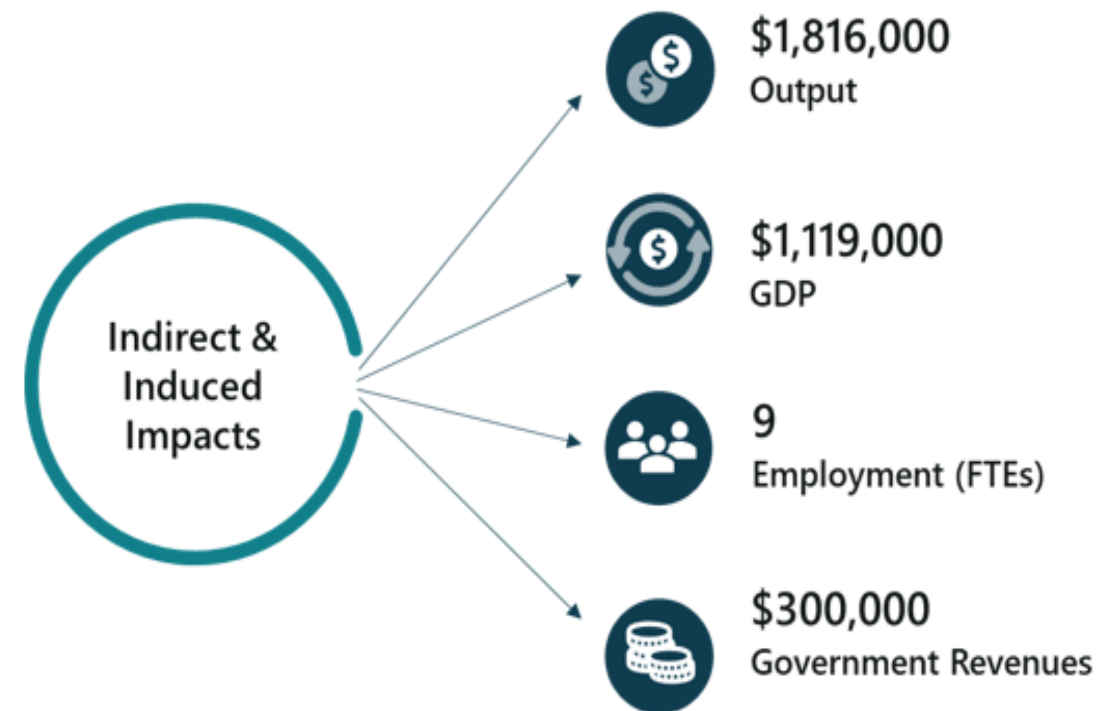 $1,816,000
Output
$1,119,000
GDP
Indirect &
Induced
Impacts
9
Employment (FTEs)
$300,000
Government Revenues